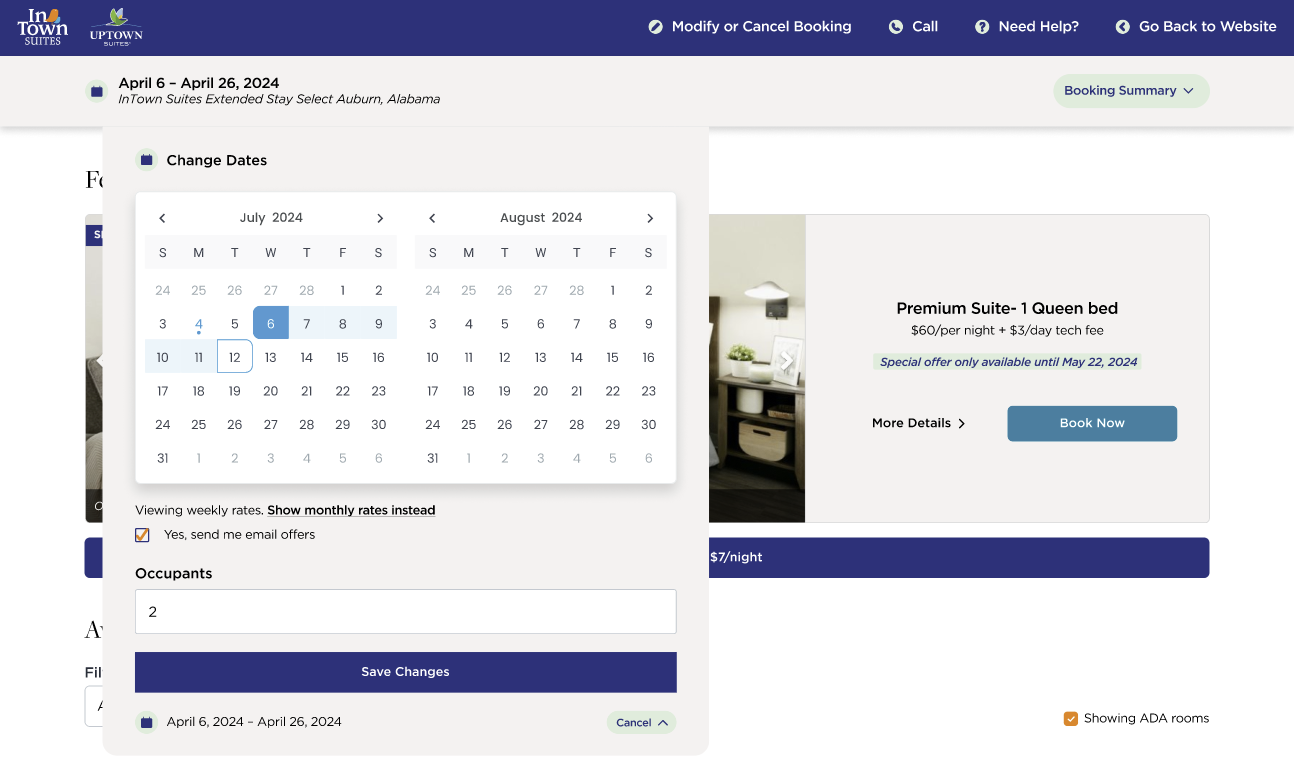 In Town SUITES
UPTOWN SUITES
Modify or Cancel Booking
Call
Need Help?
Go Back to Website
April 6 – April 26, 2024
InTown Suites Extended Stay Select Auburn, Alabama
Booking Summary
Change Dates
July 2024
S M T W T F S
24 25 26 27 28 1 2
3 4 5 6 7 8 9
10 11 12 13 14 15 16
17 18 19 20 21 22 23
24 25 26 27 28 29 30
31 1 2 3 4 5 6
August 2024
S M T W T F S
24 25 26 27 28 1 2
3 4 5 6 7 8 9
10 11 12 13 14 15 16
17 18 19 20 21 22 23
24 25 26 27 28 29 30
31 1 2 3 4 5 6
Viewing weekly rates. Show monthly rates instead
Yes, send me email offers
Occupants
2
Save Changes
April 6, 2024 – April 26, 2024
Cancel
Premium Suite- 1 Queen bed
$60/per night + $3/day tech fee
Special offer only available until May 22, 2024
More Details
Book Now
$7/night
Showing ADA rooms